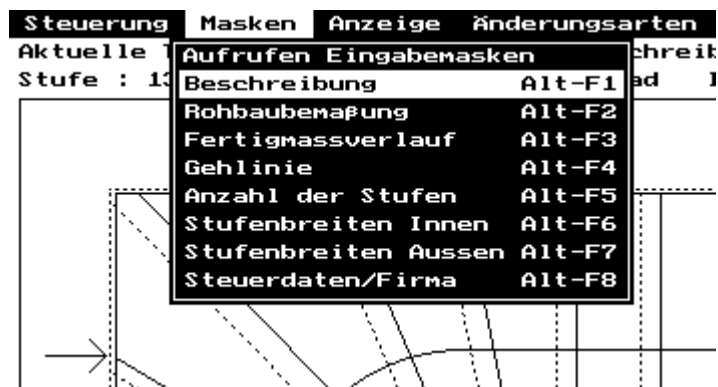 Steuerung Masken Anzeige Änderungsarten
Aktuelle
Stufe : 13
Aufrufen Eingabemasken
Beschreibung Alt-F1
Rohbaubemaßung Alt-F2
Fertigmassverlauf Alt-F3
Gehlinie Alt-F4
Anzahl der Stufen Alt-F5
Stufenbreiten Innen Alt-F6
Stufenbreiten Aussen Alt-F7
Steuerdaten/Firma Alt-F8